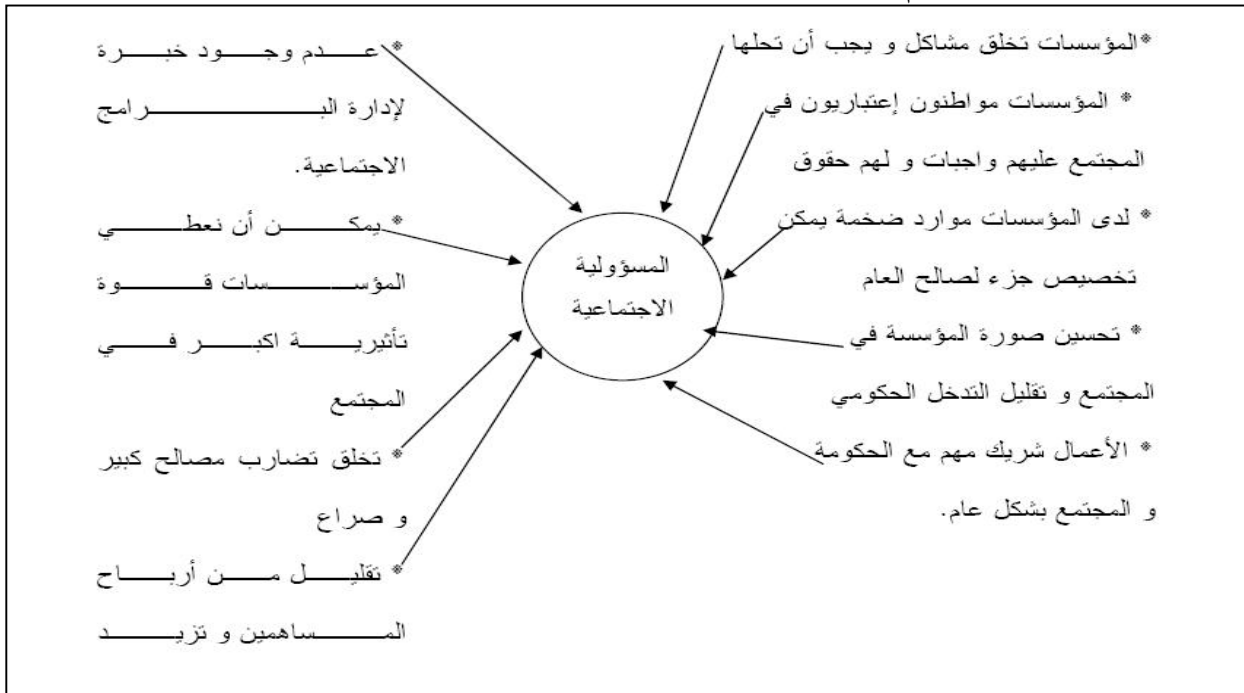 *المؤسسات تخلق مشاكل و يجب أن تحلها
* المؤسسات مواطنون إعتباريون في
المجتمع عليهم واجبات و لهم حقوق
* لدى المؤسسات موارد ضخمة يمكن
تخصيص جزء لصالح العام
* تحسين صورة المؤسسة في
المجتمع و تقليل التدخل الحكومي
* الأعمال شريك مهم مع الحكومة
و المجتمع بشكل عام.
المسؤولية
الاجتماعية
* عدم وجود خبرة
لإدارة البرامج
الاجتماعية.
* يمكن أن نعطي
المؤسسات قوة
تأثيرية اكبر في
المجتمع
* تخلق تضارب مصالح كبير
و صراع
* تقليل من أرباح
المساهمين و تزيد